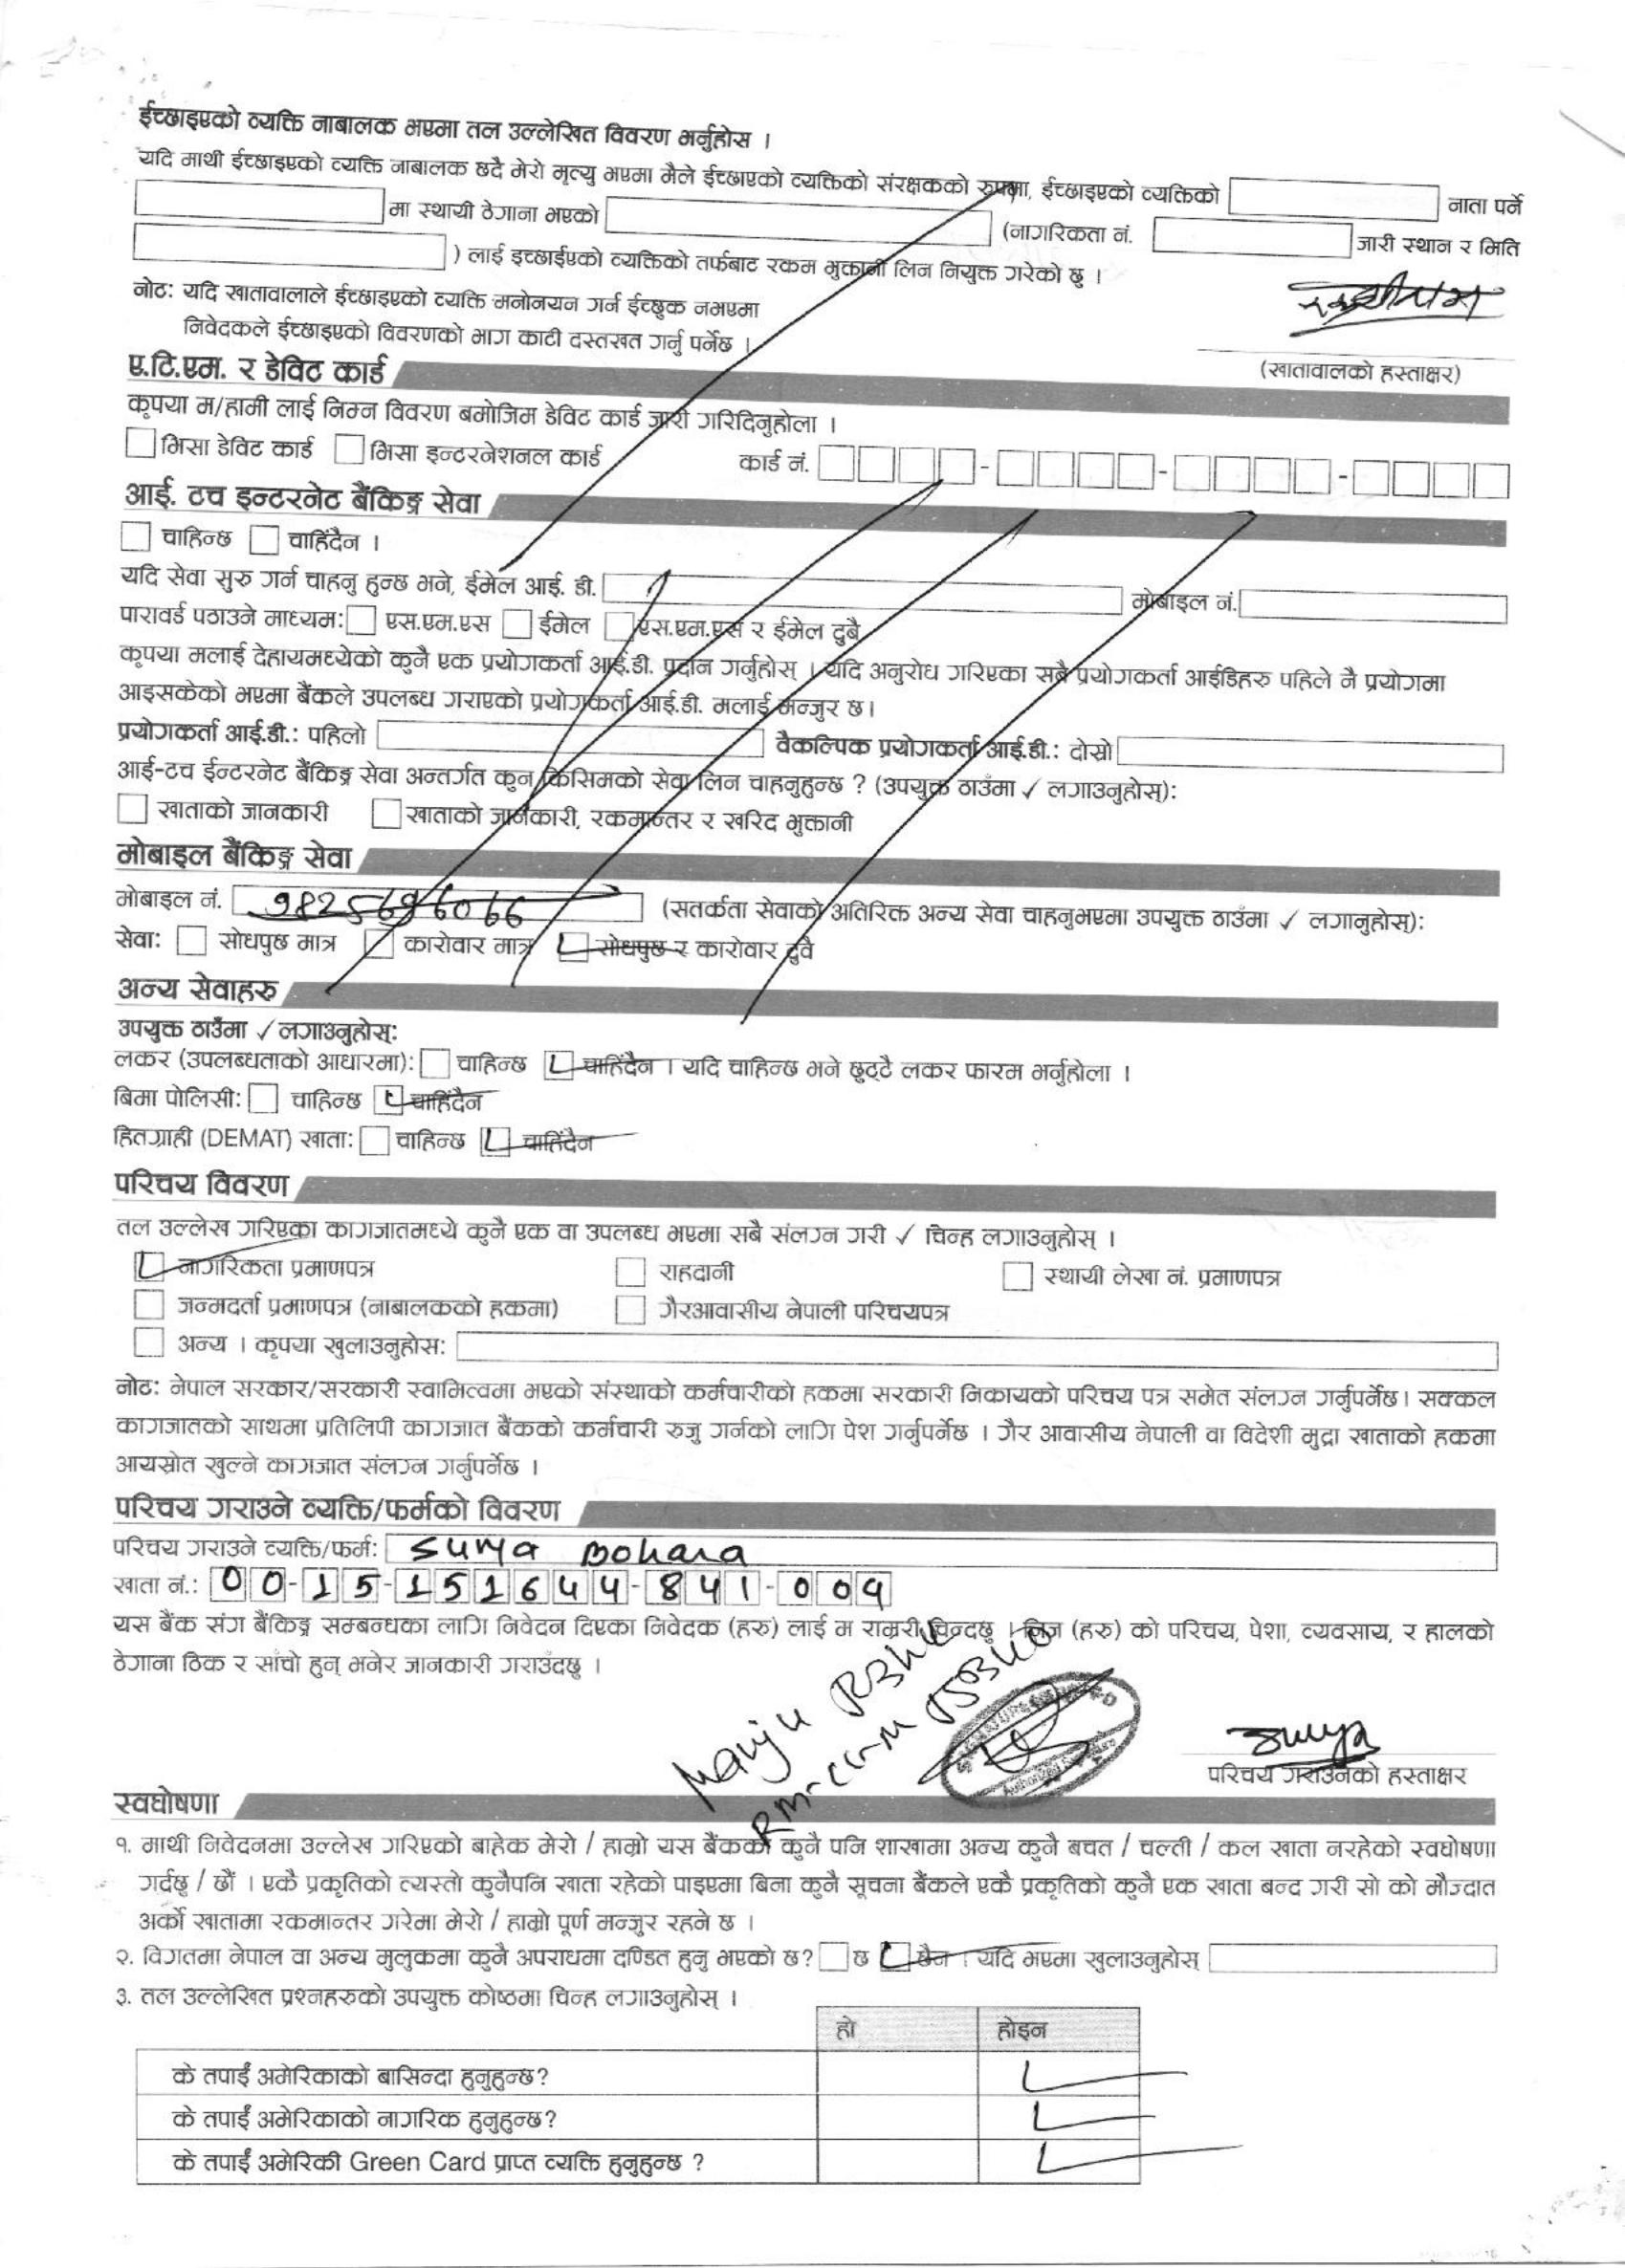 ईच्छाइएको व्यक्ति नाबालक भएमा तल उल्लेखित विवरण भर्नुहोस ।
यदि माथी ईच्छाइएको व्यक्ति नाबालक छदै मेरो मृत्यु भएमा मैले ईच्छाएको व्यक्तिको संरक्षकको रुपमा, ईच्छाइएको व्यक्तिको नाता पर्ने
मा स्थायी ठेगाना भएको (नागरिकता नं. जारी स्थान र मिति
) लाई इच्छाईएको व्यक्तिको तर्फबाट रकम भुक्तानी लिन नियुक्त गरेको छु ।
नोट: यदि खातावालाले ईच्छाइएको व्यक्ति मनोनयन गर्न ईच्छुक नभएमा
निवेदकले ईच्छाइएको विवरणको भाग काटी दस्तखत गर्नु पर्नेछ ।
(खातावालको हस्ताक्षर)
ए.टि.एम. र डेविट कार्ड
कृपया म/हामी लाई निम्न विवरण बमोजिम डेविट कार्ड जारी गरिदिनुहोला ।
भिसा डेविट कार्ड भिसा इन्टरनेशनल कार्ड कार्ड नं. - - -
आई. टच इन्टरनेट बैंकिङ्ग सेवा
चाहिन्छ चाहिंदैन ।
यदि सेवा सुरु गर्न चाहनु हुन्छ भने, ईमेल आई. डी. मोबाइल नं.
पासवर्ड पठाउने माध्यम: एस.एम.एस ईमेल एस.एम.एस र ईमेल दुबै
कृपया मलाई देहायमध्येको कुनै एक प्रयोगकर्ता आई.डी. प्रदान गर्नुहोस् । यदि अनुरोध गरिएका सबै प्रयोगकर्ता आईडिहरु पहिले नै प्रयोगमा
आइसकेको भएमा बैंकले उपलब्ध गराएको प्रयोगकर्ता आई.डी. मलाई मन्जुर छ।
प्रयोगकर्ता आई.डी.: पहिलो वैकल्पिक प्रयोगकर्ता आई.डी.: दोस्रो
आई-टच ईन्टरनेट बैंकिङ्ग सेवा अन्तर्गत कुन किसिमको सेवा लिन चाहनुहुन्छ ? (उपयुक्त ठाउँमा ✓ लगाउनुहोस्):
खाताको जानकारी खाताको जानकारी, रकमान्तर र खरिद भुक्तानी
मोबाइल बैंकिङ्ग सेवा
मोबाइल नं. 9825696066 (सतर्कता सेवाको अतिरिक्त अन्य सेवा चाहनुभएमा उपयुक्त ठाउँमा ✓ लगानुहोस्):
सेवा: सोधपुछ मात्र कारोवार मात्र सोधपुछ र कारोवार दुवै
अन्य सेवाहरु
उपयुक्त ठाउँमा ✓ लगाउनुहोस्:
लकर (उपलब्धताको आधारमा): चाहिन्छ चाहिंदैन । यदि चाहिन्छ भने छुट्टै लकर फारम भर्नुहोला ।
बिमा पोलिसी: चाहिन्छ चाहिंदैन
हितग्राही (DEMAT) खाता: चाहिन्छ चाहिंदैन
परिचय विवरण
तल उल्लेख गरिएका कागजातमध्ये कुनै एक वा उपलब्ध भएमा सबै संलग्न गरी ✓ चिन्ह लगाउनुहोस् ।
नागरिकता प्रमाणपत्र राहदानी स्थायी लेखा नं. प्रमाणपत्र
जन्मदर्ता प्रमाणपत्र (नाबालकको हकमा) गैरआवासीय नेपाली परिचयपत्र
अन्य । कृपया खुलाउनुहोस:
नोट: नेपाल सरकार/सरकारी स्वामित्वमा भएको संस्थाको कर्मचारीको हकमा सरकारी निकायको परिचय पत्र समेत संलग्न गर्नुपर्नेछ। सक्कल
कागजातको साथमा प्रतिलिपी कागजात बैंकको कर्मचारी रुजु गर्नको लागि पेश गर्नुपर्नेछ । गैर आवासीय नेपाली वा विदेशी मुद्रा खाताको हकमा
आयस्रोत खुल्ने कागजात संलग्न गर्नुपर्नेछ ।
परिचय गराउने व्यक्ति/फर्मको विवरण
परिचय गराउने व्यक्ति/फर्म: Surya Bohara
खाता नं.: 00-15-151644-841-009
यस बैंक संग बैंकिङ्ग सम्बन्धका लागि निवेदन दिएका निवेदक (हरु) लाई म राम्ररी चिन्दछु । निज (हरु) को परिचय, पेशा, व्यवसाय, र हालको
ठेगाना ठिक र साँचो हुन् भनेर जानकारी गराउँदछु ।
Manju
Surya
परिचय गराउनेको हस्ताक्षर
स्वघोषणा
१. माथी निवेदनमा उल्लेख गरिएको बाहेक मेरो / हाम्रो यस बैंकको कुनै पनि शाखामा अन्य कुनै बचत / चल्ती / कल खाता नरहेको स्वघोषणा
गर्दछु / छौं । एकै प्रकृतिको त्यस्तो कुनैपनि खाता रहेको पाइएमा बिना कुनै सूचना बैंकले एकै प्रकृतिको कुनै एक खाता बन्द गरी सो को मौज्दात
अर्को खातामा रकमान्तर गरेमा मेरो / हाम्रो पूर्ण मन्जुर रहने छ ।
२. विगतमा नेपाल वा अन्य मुलुकमा कुनै अपराधमा दण्डित हुनु भएको छ? छ छैन । यदि भएमा खुलाउनुहोस्
३. तल उल्लेखित प्रश्नहरुको उपयुक्त कोष्ठमा चिन्ह लगाउनुहोस् ।
हो होइन
के तपाईं अमेरिकाको बासिन्दा हुनुहुन्छ?
के तपाईं अमेरिकाको नागरिक हुनुहुन्छ?
के तपाईं अमेरिकी Green Card प्राप्त व्यक्ति हुनुहुन्छ ?